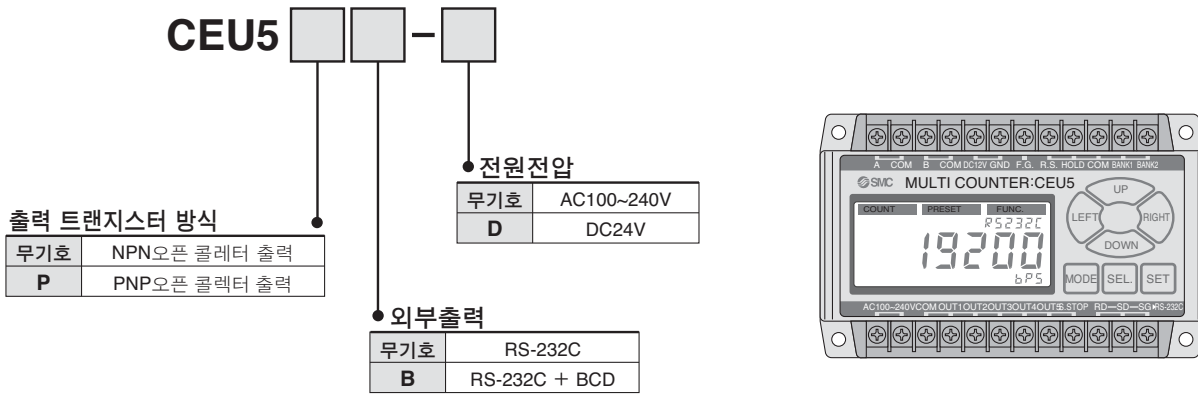 CEU5 －
전원전압
무기호 AC100~240V
D DC24V
출력 트랜지스터 방식
무기호 NPN오픈 콜레터 출력
P PNP오픈 콜렉터 출력
외부출력
무기호 RS-232C
B RS-232C + BCD
A COM B COM DC12V GND F.G. R.S. HOLD COM BANK1 BANK2
SMC MULTI COUNTER:CEU5
COUNT PRESET FUNC.
RS232C
19200
bPS
UP
LEFT RIGHT
DOWN
MODE SEL. SET
AC100~240V COM OUT1 OUT2 OUT3 OUT4 OUT5 S.STOP RD SD SG RS-232C